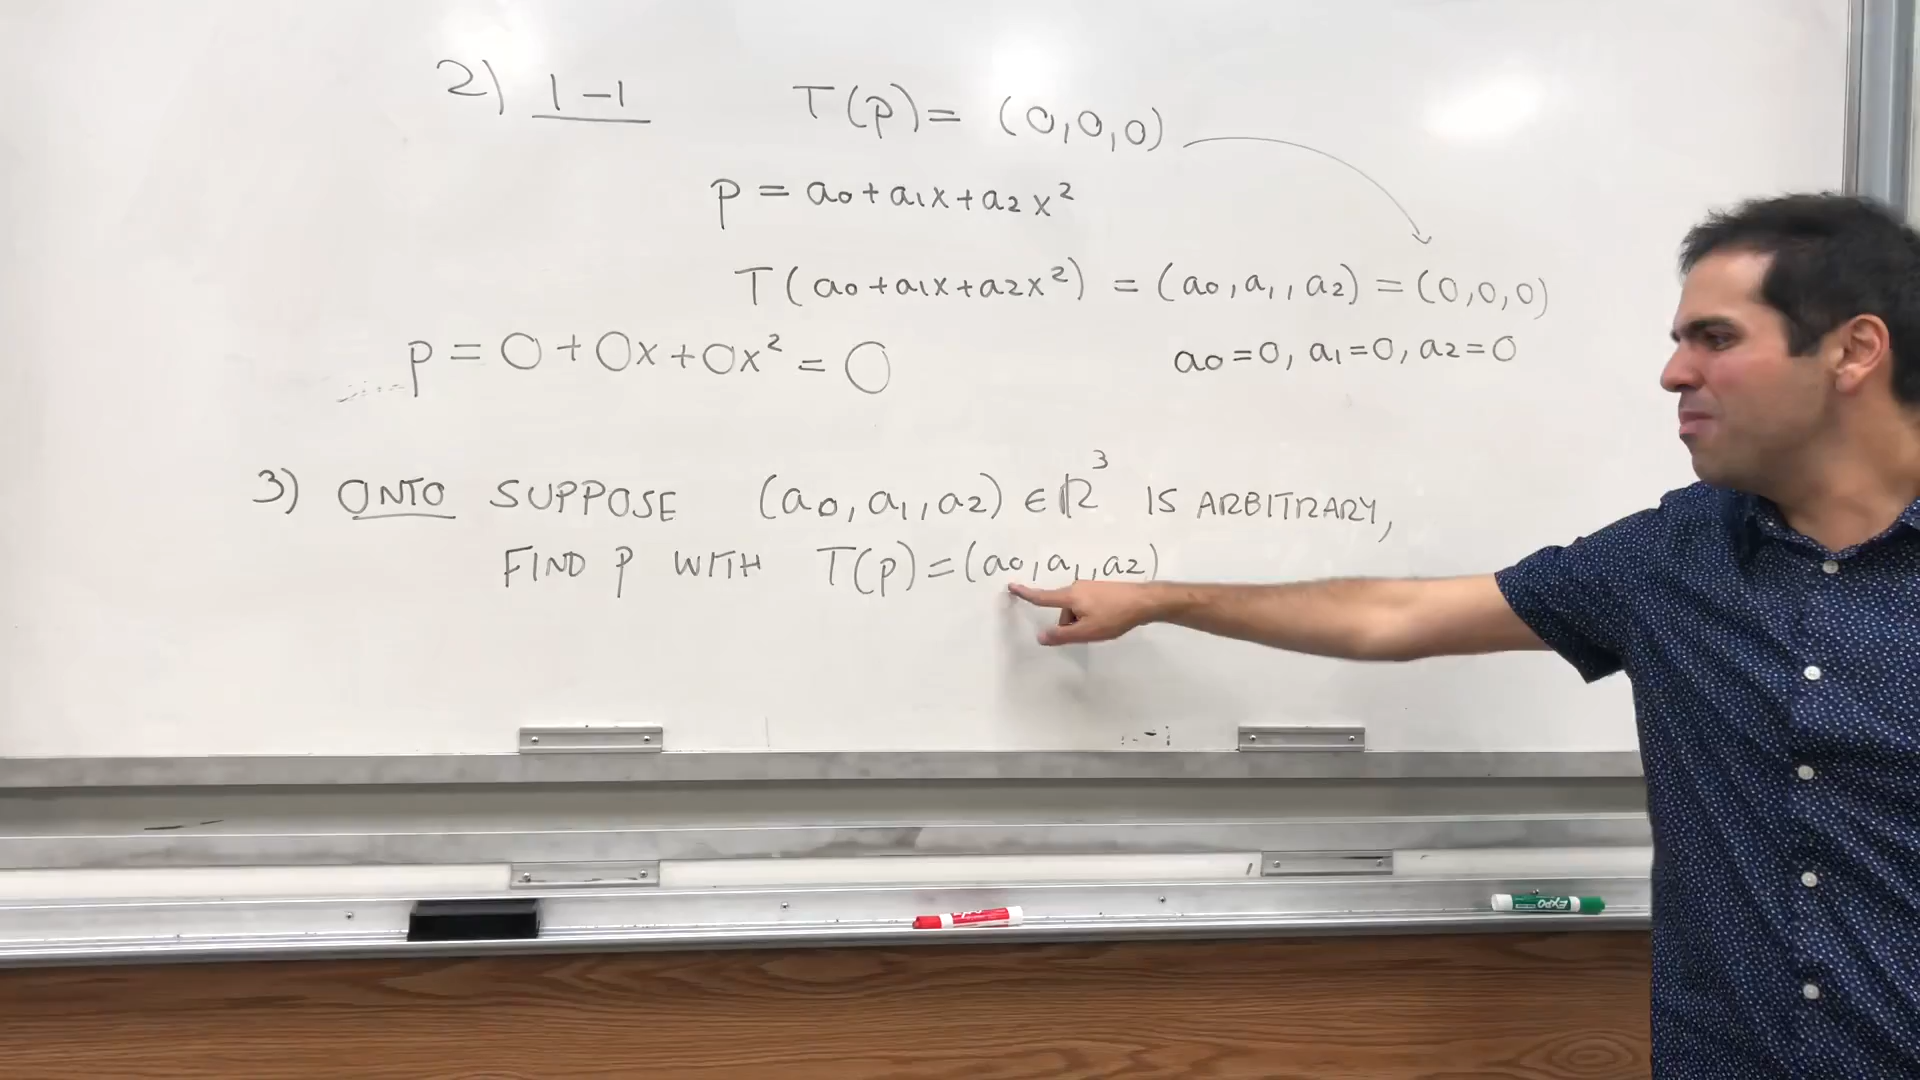 2) 1-1 T(p) = (0,0,0)
p = a0 + a1x + a2x²
T(a0 + a1x + a2x²) = (a0, a1, a2) = (0,0,0)
p = 0 + 0x + 0x² = 0
a0=0, a1=0, a2=0
3) ONTO SUPPOSE (a0, a1, a2) ∈ ℝ³ IS ARBITRARY,
FIND p WITH T(p) = (a0, a1, a2)
EXPO